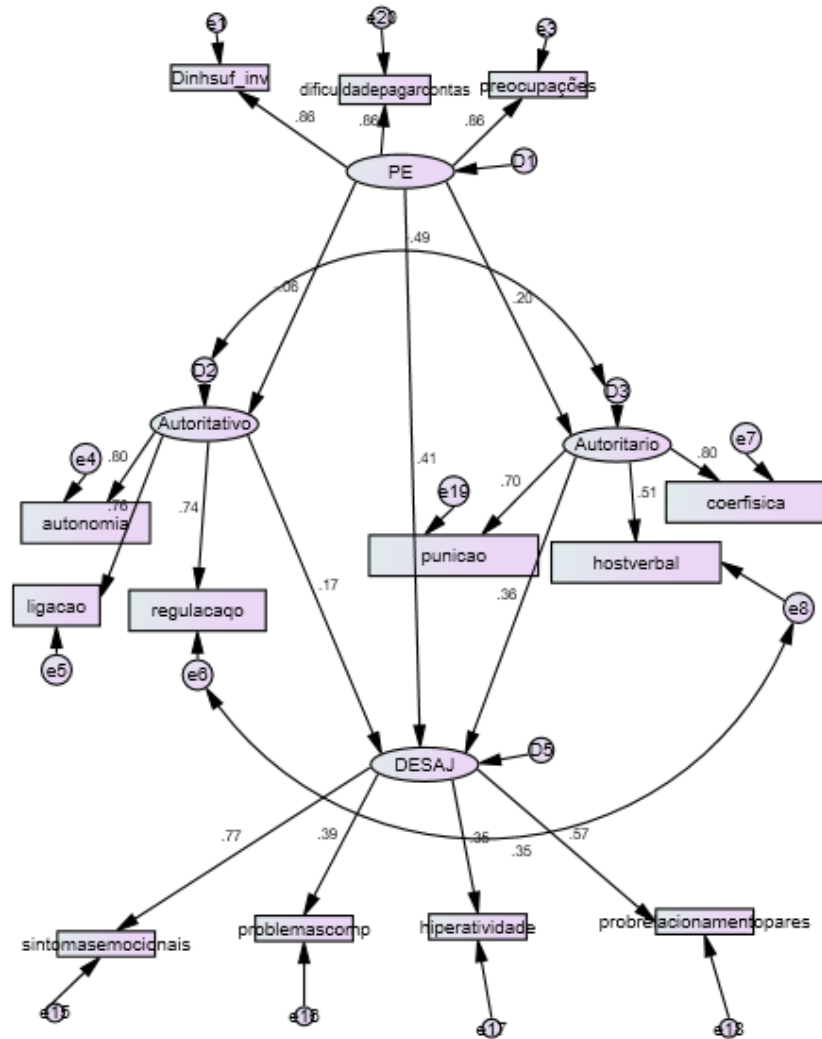 e1
e20
e3
Dinhsuf_inv
dificuldadepagarcontas
preocupações
.86
.86
.86
PE
D1
-.49
-.06
.20
D2
D3
Autoritativo
Autoritario
e4
.80
.76
.74
.41
e19
.70
.51
.80
e7
autonomia
coerfisica
punicao
hostverbal
ligacao
regulacaqo
.17
.36
e8
e5
e6
DESAJ
D5
.77
.39
.35
.35
.57
sintomasemocionais
problemascomp
hiperatividade
probrelacionamentopares
e15
e16
e17
e18